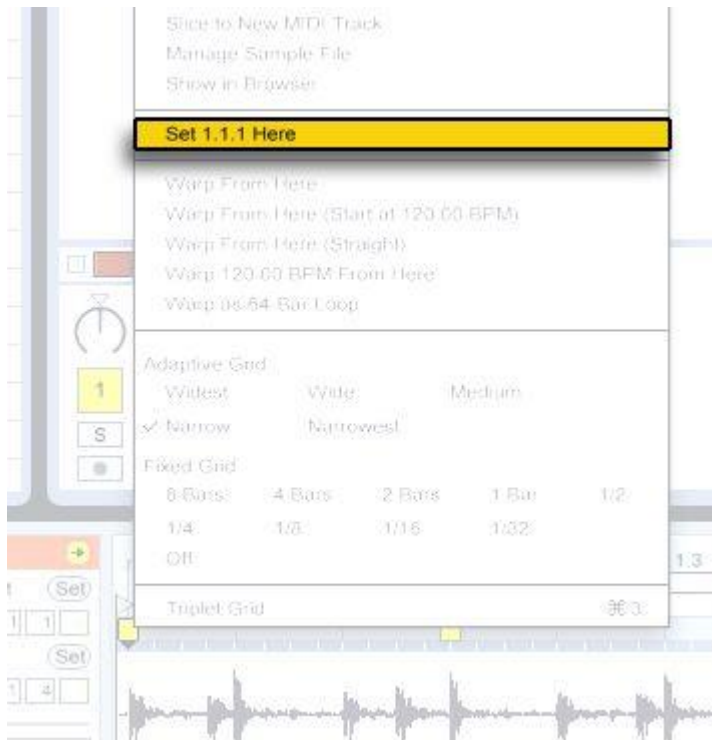 Slice to New MIDI Track
Manage Sample File
Show in Browser
Set 1.1.1 Here
Warp From Here
Warp From Here (Start at 120.00 BPM)
Warp From Here (Straight)
Warp 120.00 BPM From Here
Warp as 64-Bar Loop
Adaptive Grid
Widest Wide Medium
✓ Narrow Narrowest
Fixed Grid
8 Bars 4 Bars 2 Bars 1 Bar 1/2
1/4 1/8 1/16 1/32
Off
Triplet Grid ⌘3
1
S
1.3
Set
1 1
Set
1 4